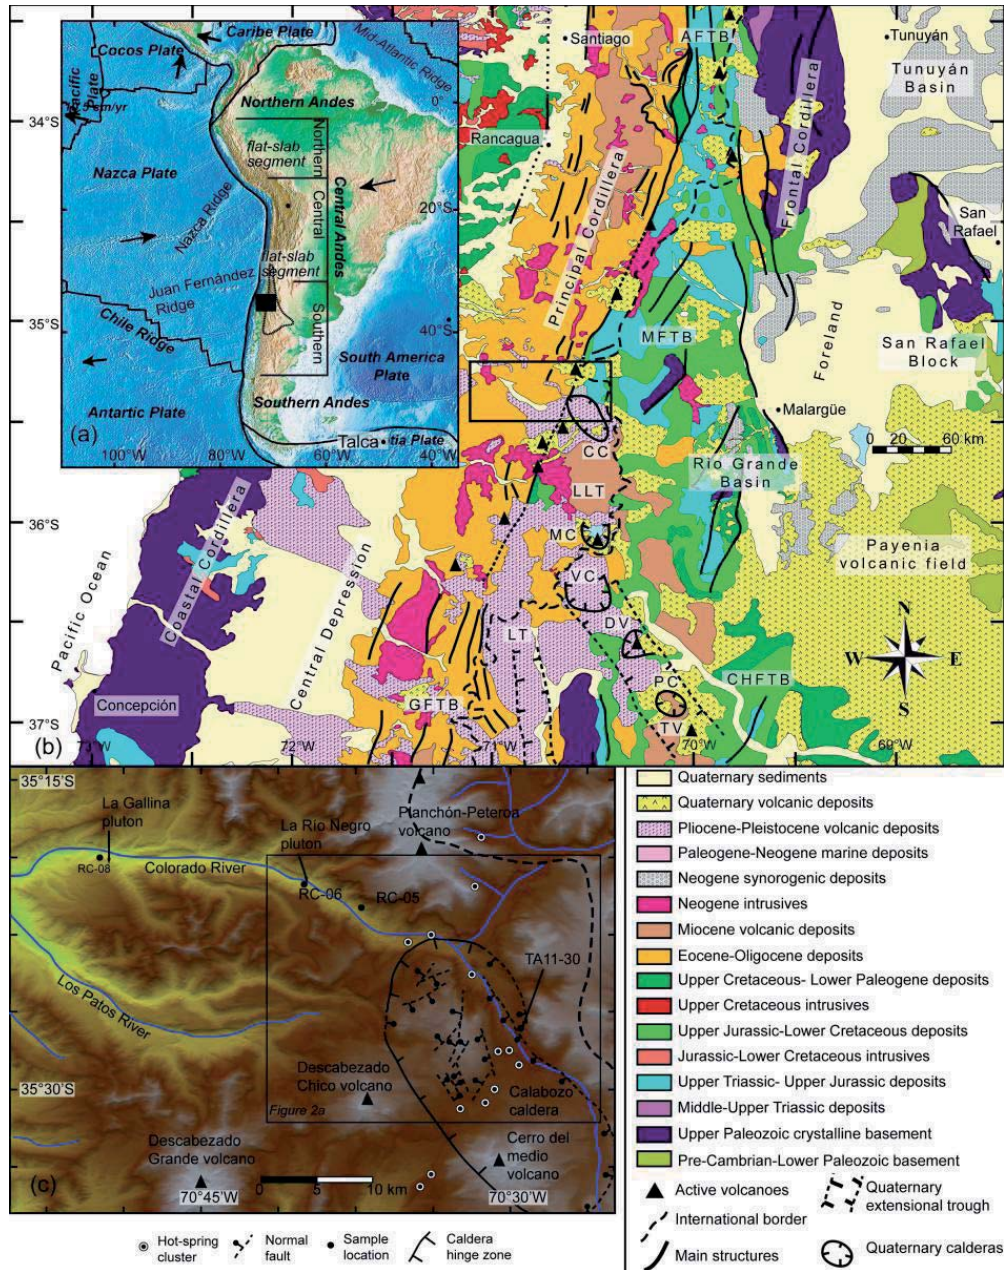 Cocos Plate
Caribe Plate
Mid-Atlantic Ridge
Pacific
Plate
0°
Northern Andes
Northern
flat-slab
segment
Nazca Plate
Central
Central Andes
20°S
Nazca Ridge
flat-slab
segment
Juan Fernández
Ridge
Southern
Chile Ridge
40°S
South America
Plate
Antartic Plate
Southern Andes
(a)
Talca
tia Plate
100°W
80°W
60°W
40°W
34°S
35°S
36°S
37°S
Santiago
AFTB
Tunuyán
Tunuyán
Basin
Rancagua
Principal Cordillera
Frontal Cordillera
San
Rafael
MFTB
Foreland
San Rafael
Block
Malargüe
0 20 60 km
CC
Río Grande
Basin
LLT
MC
Payenia
volcanic field
VC
Pacific Ocean
Coastal Cordillera
Central Depression
DV
LT
N
W
E
S
PC
CHFTB
Concepción
GFTB
TV
(b)
72°W
71°W
70°W
69°W
35°15'S
La Gallina
pluton
Planchón-Peteroa
volcano
La Río Negro
pluton
RC-08
Colorado River
RC-06
RC-05
TA11-30
Los Patos River
35°30'S
Descabezado
Chico volcano
Calabozo
caldera
Figure 2a
Descabezado
Grande volcano
Cerro del
medio
volcano
(c)
0 5 10 km
70°45'W
70°30'W
Hot-spring
cluster
Normal
fault
Sample
location
Caldera
hinge zone
Quaternary sediments
Quaternary volcanic deposits
Pliocene-Pleistocene volcanic deposits
Paleogene-Neogene marine deposits
Neogene synorogenic deposits
Neogene intrusives
Miocene volcanic deposits
Eocene-Oligocene deposits
Upper Cretaceous- Lower Paleogene deposits
Upper Cretaceous intrusives
Upper Jurassic-Lower Cretaceous deposits
Jurassic-Lower Cretaceous intrusives
Upper Triassic- Upper Jurassic deposits
Middle-Upper Triassic deposits
Upper Paleozoic crystalline basement
Pre-Cambrian-Lower Paleozoic basement
Active volcanoes
International border
Main structures
Quaternary
extensional trough
Quaternary calderas